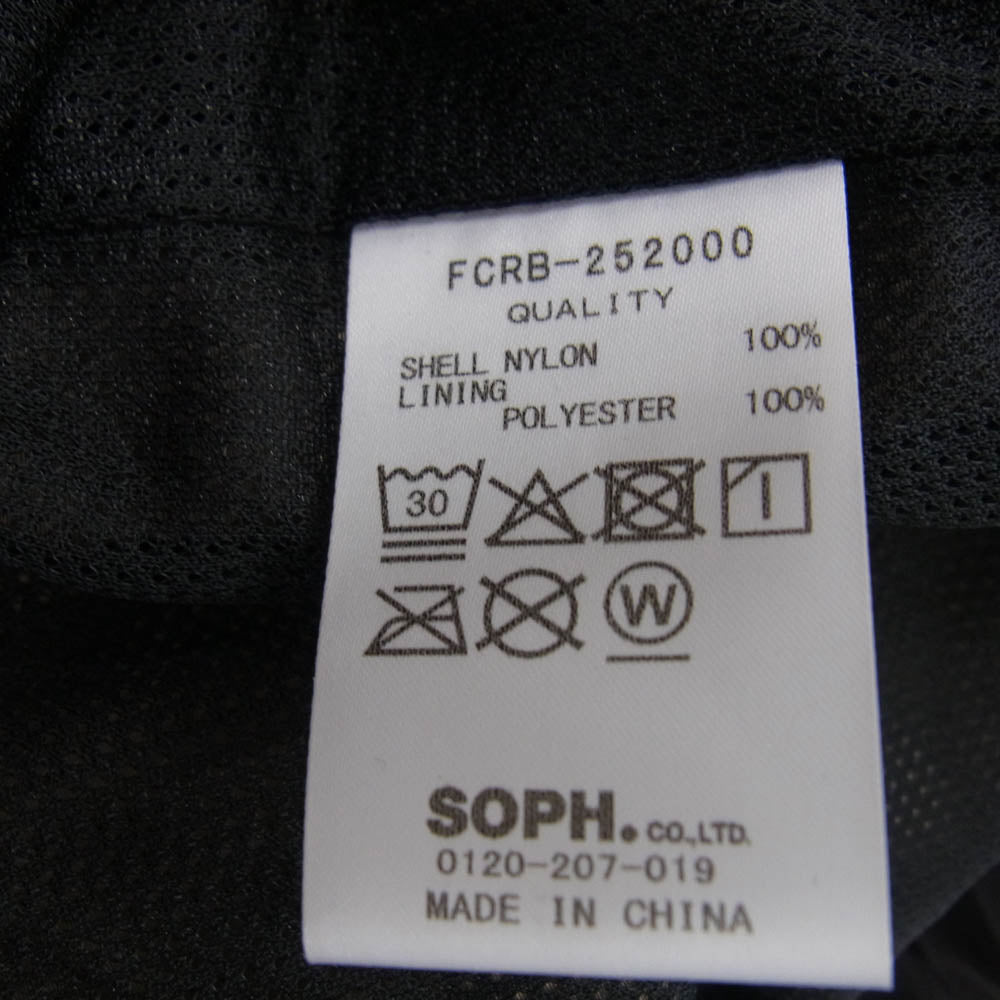 FCRB-252000
QUALITY
SHELL NYLON 100%
LINING
POLYESTER 100%
30
W
SOPH. CO.,LTD.
0120-207-019
MADE IN CHINA